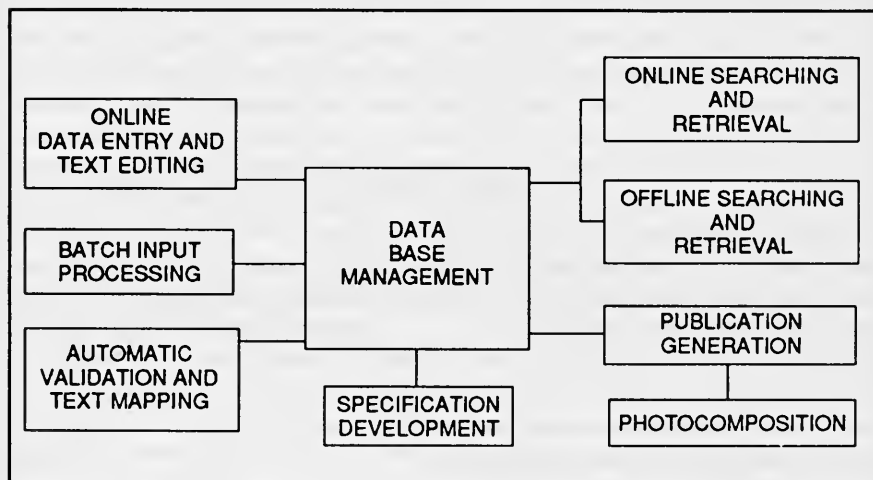 ONLINE
DATA ENTRY AND
TEXT EDITING
BATCH INPUT
PROCESSING
AUTOMATIC
VALIDATION AND
TEXT MAPPING
DATA
BASE
MANAGEMENT
SPECIFICATION
DEVELOPMENT
ONLINE SEARCHING
AND
RETRIEVAL
OFFLINE SEARCHING
AND
RETRIEVAL
PUBLICATION
GENERATION
PHOTOCOMPOSITION